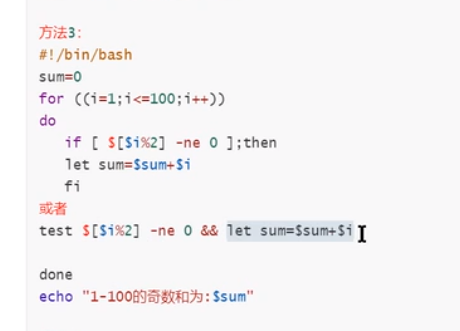 方法3:
#!/bin/bash
sum=0
for ((i=1;i<=100;i++))
do
if [ $[$i%2] -ne 0 ];then
let sum=$sum+$i
fi
或者
test $[$i%2] -ne 0 && let sum=$sum+$i
done
echo "1-100的奇数和为:$sum"